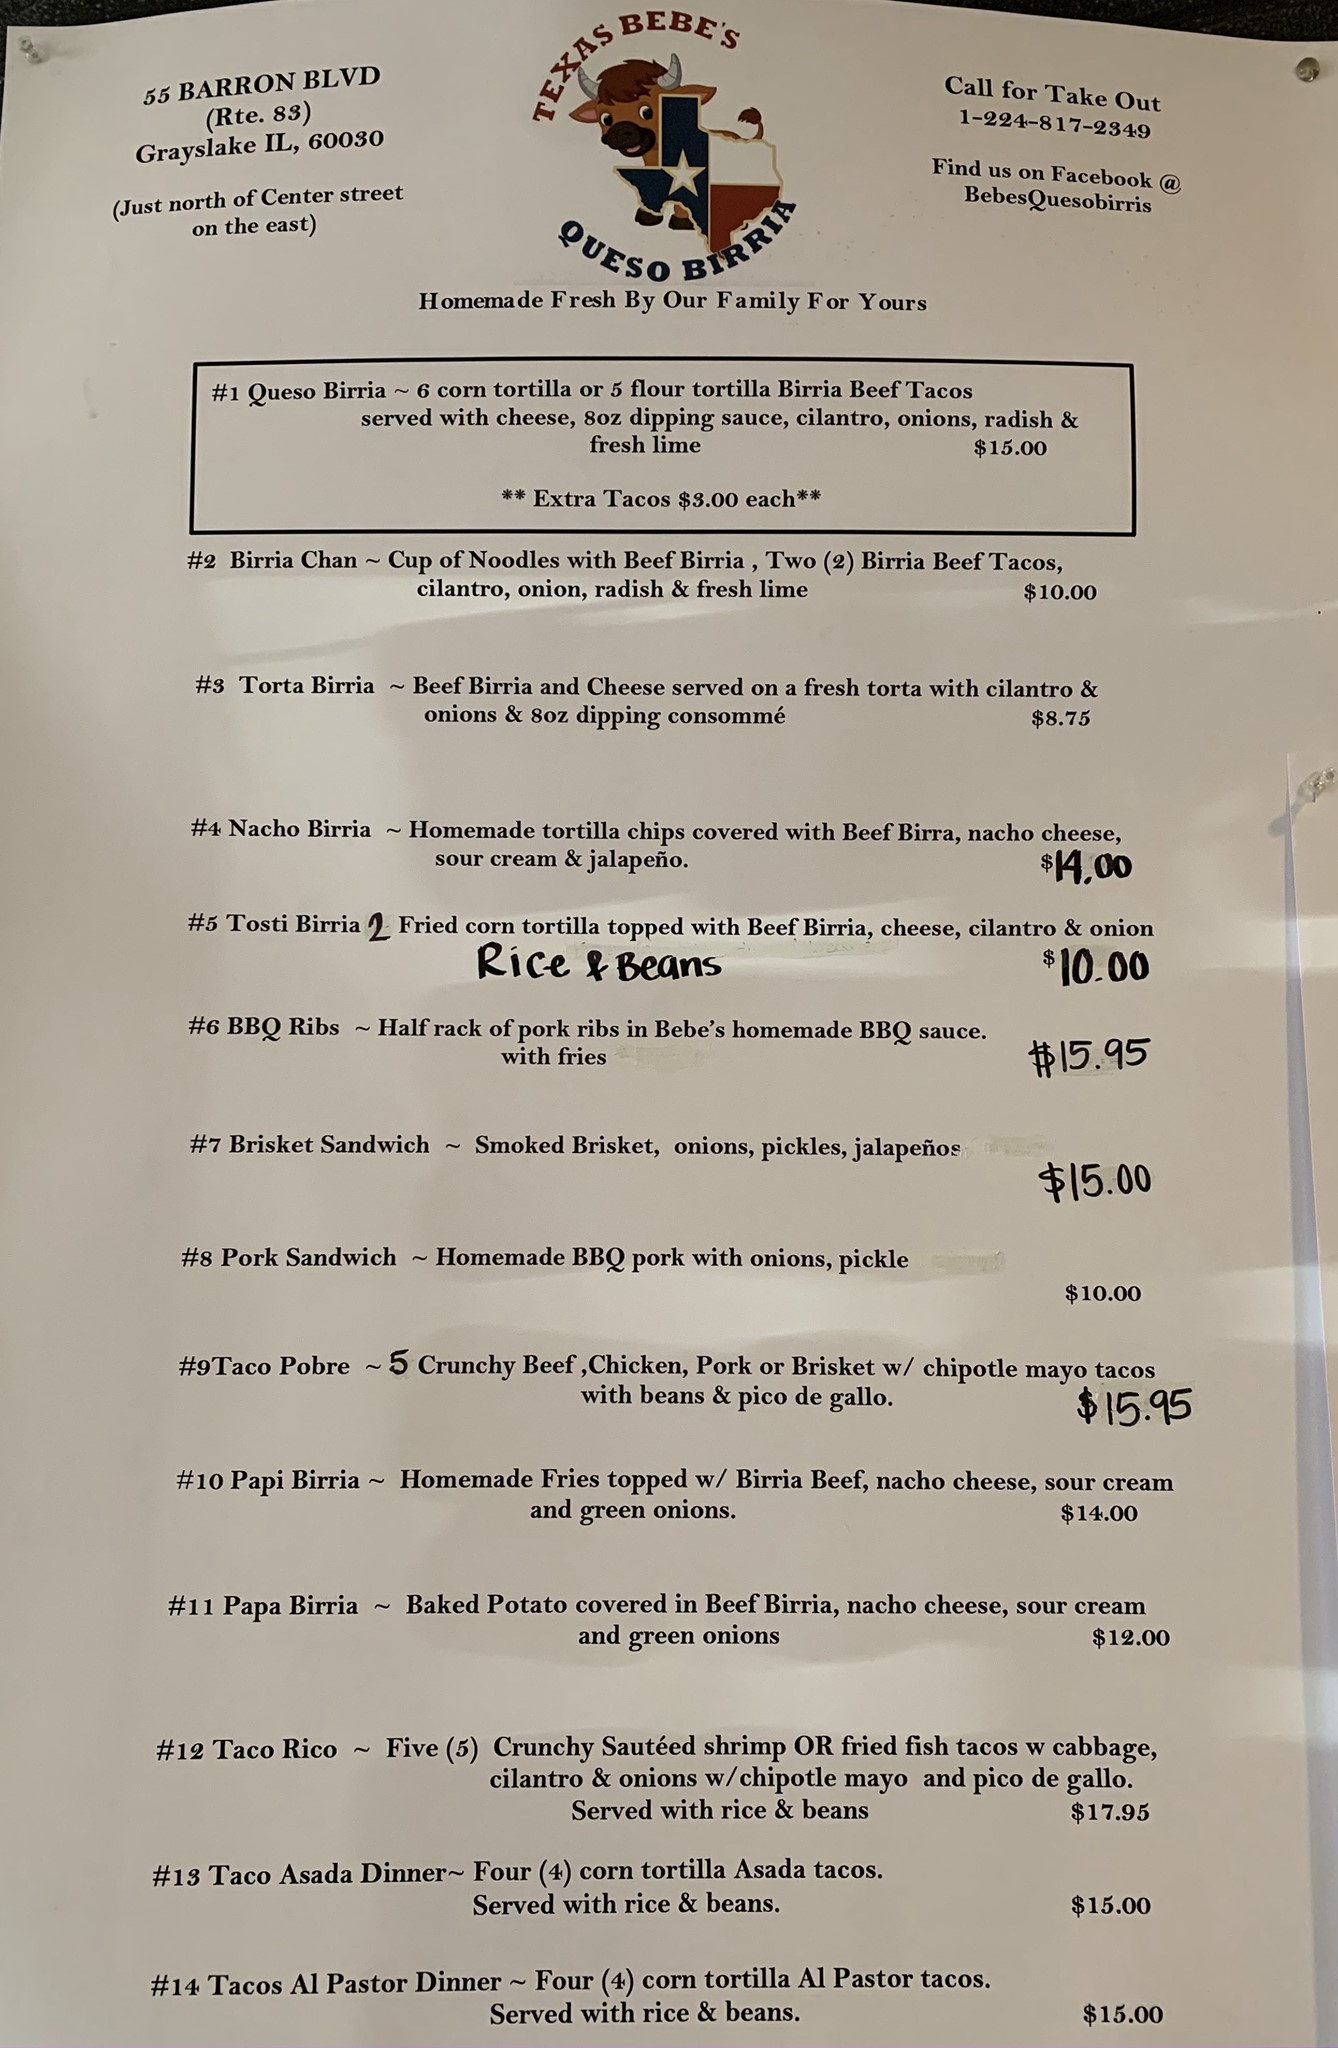 55 BARRON BLVD
(Rte. 83)
Grayslake IL, 60030
(Just north of Center street
on the east)
TEXAS BEBE'S
QUESO BIRRIA
Call for Take Out
1-224-817-2349
Find us on Facebook @
BebesQuesobirris
Homemade Fresh By Our Family For Yours
#1 Queso Birria ~ 6 corn tortilla or 5 flour tortilla Birria Beef Tacos
served with cheese, 8oz dipping sauce, cilantro, onions, radish &
fresh lime $15.00
** Extra Tacos $3.00 each**
#2 Birria Chan ~ Cup of Noodles with Beef Birria , Two (2) Birria Beef Tacos,
cilantro, onion, radish & fresh lime $10.00
#3 Torta Birria ~ Beef Birria and Cheese served on a fresh torta with cilantro &
onions & 8oz dipping consommé $8.75
#4 Nacho Birria ~ Homemade tortilla chips covered with Beef Birra, nacho cheese,
sour cream & jalapeño. $14.00
#5 Tosti Birria 2 Fried corn tortilla topped with Beef Birria, cheese, cilantro & onion
Rice & Beans $10.00
#6 BBQ Ribs ~ Half rack of pork ribs in Bebe's homemade BBQ sauce.
with fries $15.95
#7 Brisket Sandwich ~ Smoked Brisket, onions, pickles, jalapeños
$15.00
#8 Pork Sandwich ~ Homemade BBQ pork with onions, pickle
$10.00
#9Taco Pobre ~ 5 Crunchy Beef ,Chicken, Pork or Brisket w/ chipotle mayo tacos
with beans & pico de gallo. $15.95
#10 Papi Birria ~ Homemade Fries topped w/ Birria Beef, nacho cheese, sour cream
and green onions. $14.00
#11 Papa Birria ~ Baked Potato covered in Beef Birria, nacho cheese, sour cream
and green onions $12.00
#12 Taco Rico ~ Five (5) Crunchy Sautéed shrimp OR fried fish tacos w cabbage,
cilantro & onions w/chipotle mayo and pico de gallo.
Served with rice & beans $17.95
#13 Taco Asada Dinner~ Four (4) corn tortilla Asada tacos.
Served with rice & beans. $15.00
#14 Tacos Al Pastor Dinner ~ Four (4) corn tortilla Al Pastor tacos.
Served with rice & beans. $15.00